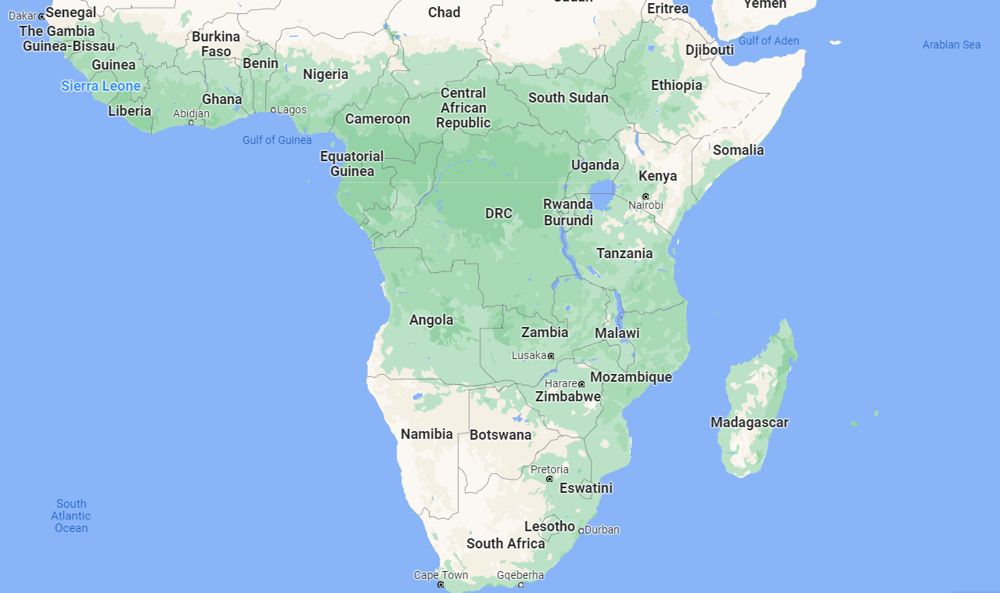 Yemen
Sudan
Eritrea
Chad
Senegal
Dakar
The Gambia
Guinea-Bissau
Burkina
Faso
Gulf of Aden
Arabian Sea
Djibouti
Guinea
Benin
Nigeria
Sierra Leone
Ethiopia
Ghana
Central
African
Republic
South Sudan
Liberia
Abidjan
Lagos
Cameroon
Gulf of Guinea
Somalia
Equatorial
Guinea
Uganda
Kenya
Nairobi
DRC
Rwanda
Burundi
Tanzania
Angola
Zambia
Malawi
Lusaka
Mozambique
Harare
Zimbabwe
Madagascar
Namibia
Botswana
Pretoria
Eswatini
South
Atlantic
Ocean
Lesotho
Durban
South Africa
Cape Town
Gqeberha